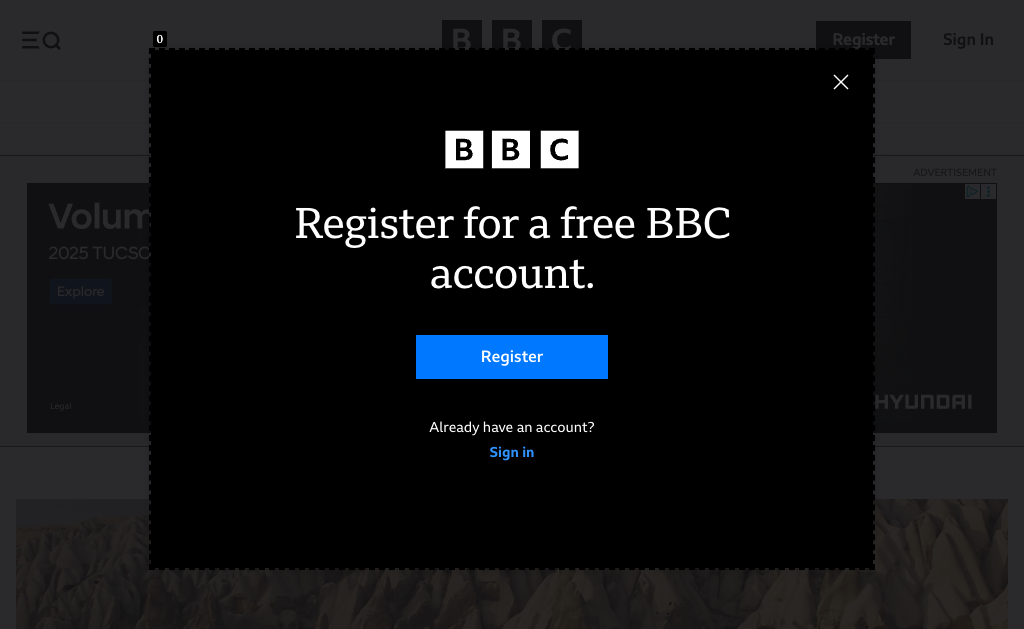 0
BBC
Register
Sign In
ADVERTISEMENT
Volum
2025 TUCSC
Explore
Legal
HYUNDAI
BBC
Register for a free BBC
account.
Register
Already have an account?
Sign in